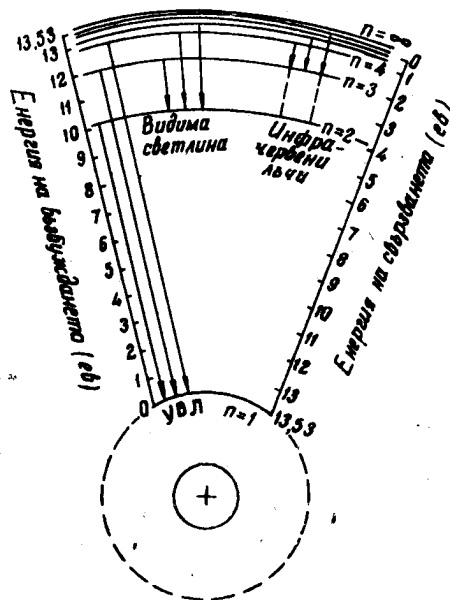 13,53
13
12
11
10
9
8
7
6
5
4
3
2
1
0
Енергия на възбуждането (ев)
n=∞
n=4
n=3
n=2
Видима
светлина
Инфра-
червени
лъчи
0
1
2
3
4
5
6
7
8
9
10
11
12
13
13,53
Енергия на свързването (ев)
УВЛ
n=1
+